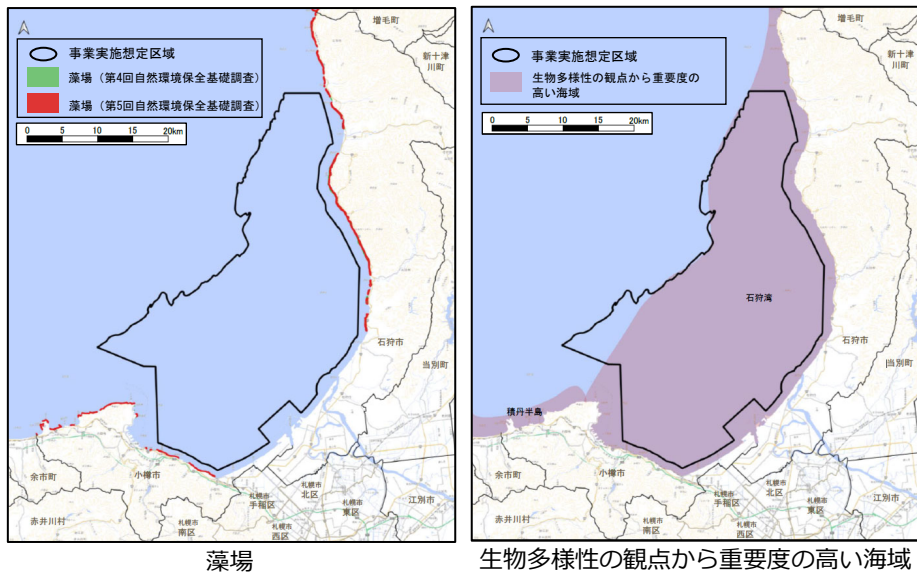 事業実施想定区域
藻場（第4回自然環境保全基礎調査）
藻場（第5回自然環境保全基礎調査）
0 5 10 15 20km
増毛町
新十津
川町
石狩市
当別町
余市町
小樽市
赤井川村
札幌市
南区
札幌市
手稲区
札幌市
西区
札幌市
北区
札幌市
東区
江別市
藻場
事業実施想定区域
生物多様性の観点から重要度の
高い海域
0 5 10 15 20km
増毛町
新十津
川町
石狩湾
石狩市
当別町
積丹半島
余市町
小樽市
赤井川村
札幌市
南区
札幌市
手稲区
札幌市
西区
札幌市
北区
札幌市
東区
江別市
生物多様性の観点から重要度の高い海域